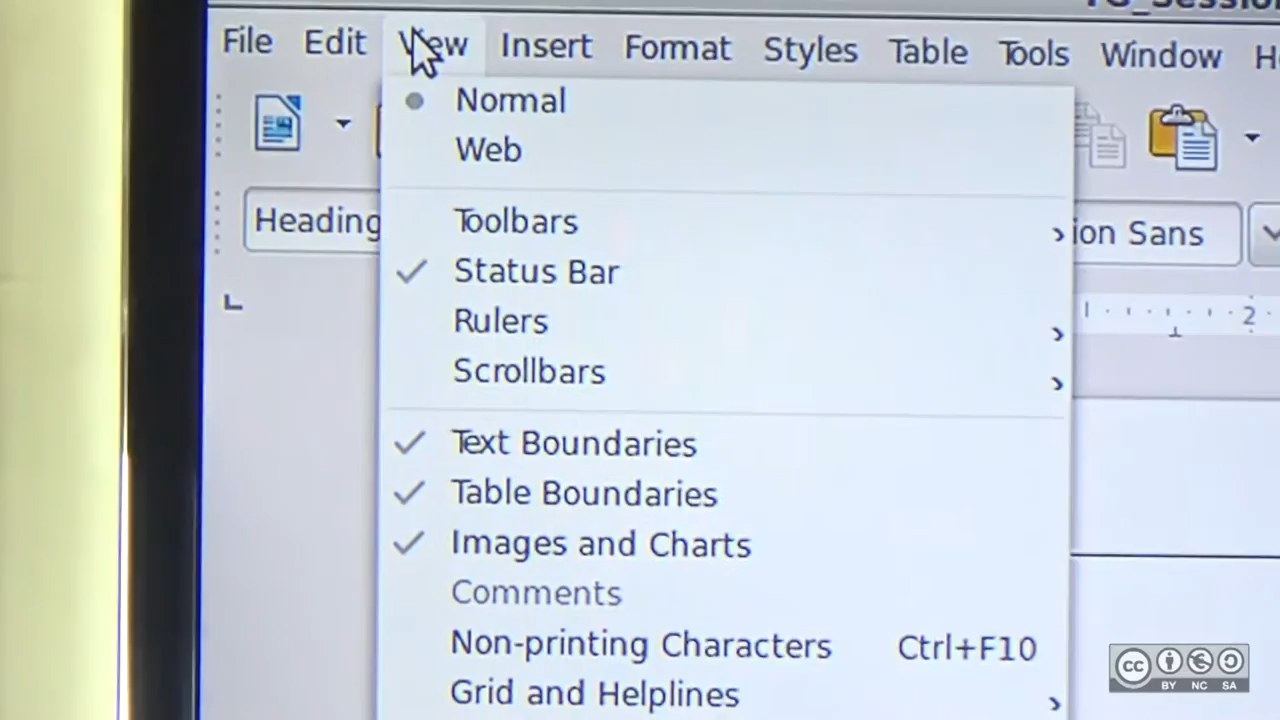 File Edit View Insert Format Styles Table Tools Window
Normal
Web
Heading
Toolbars
ion Sans
Status Bar
Rulers
2
Scrollbars
Text Boundaries
Table Boundaries
Images and Charts
Comments
Non-printing Characters Ctrl+F10
Grid and Helplines
cc
BY NC SA